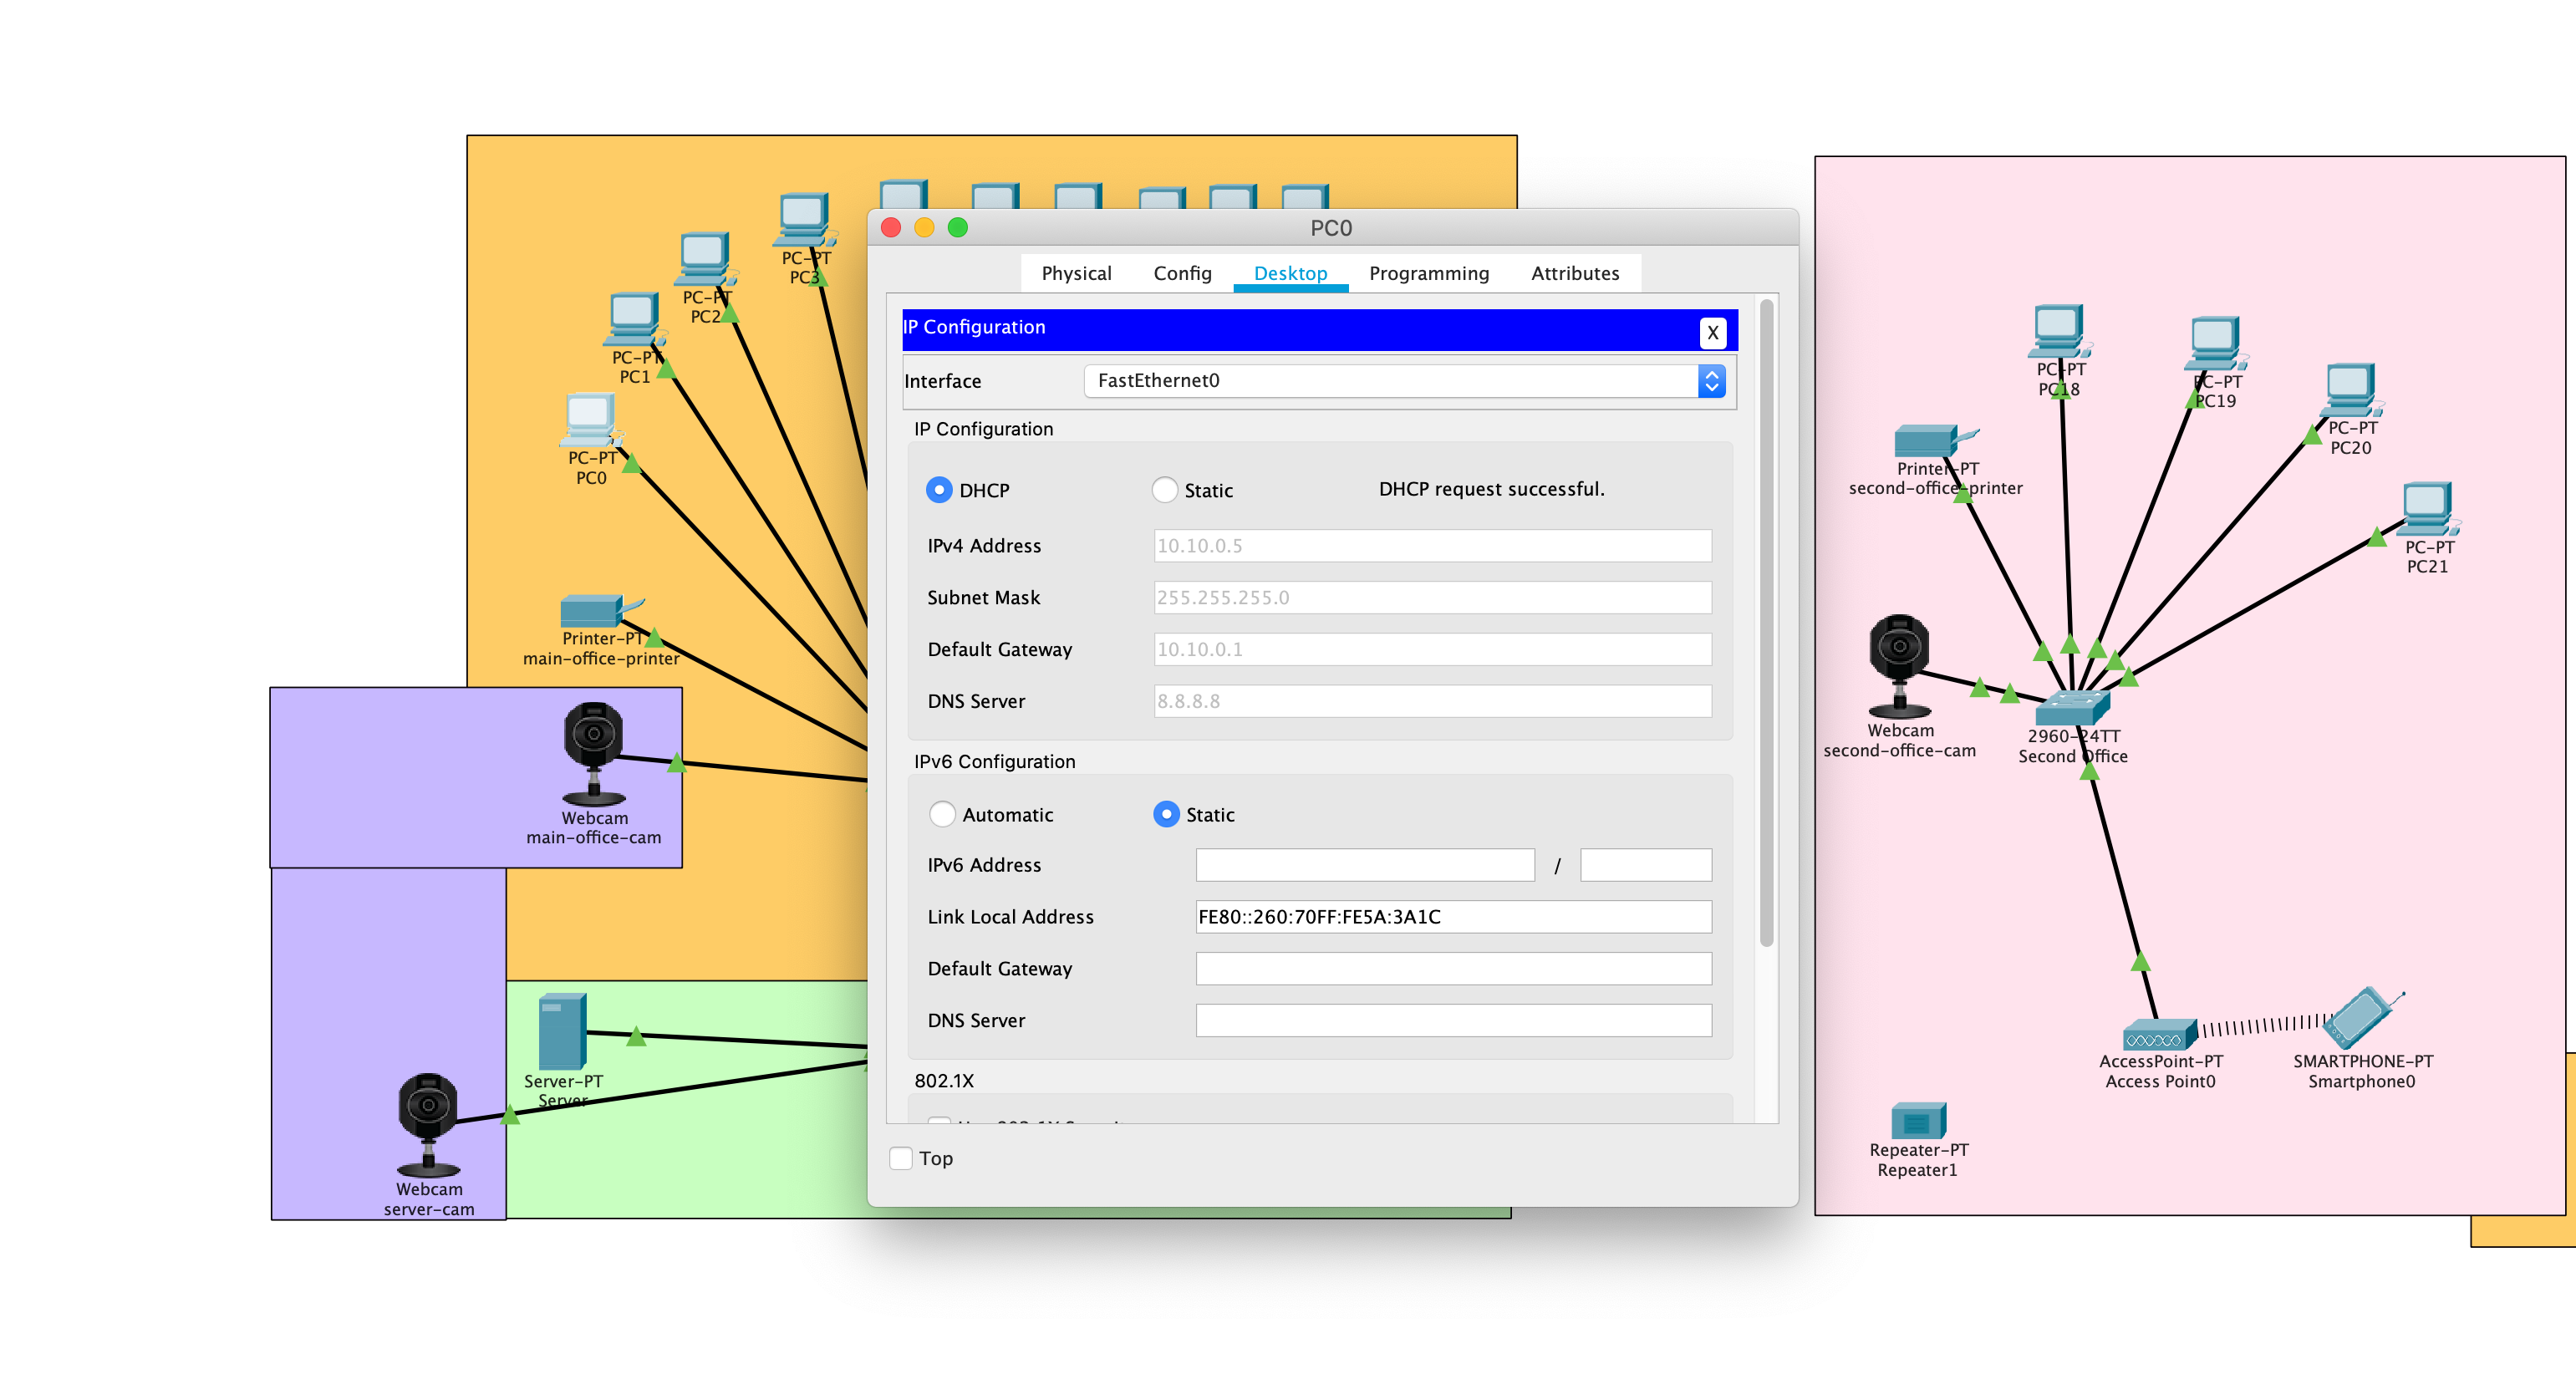 PC0
Physical Config Desktop Programming Attributes
IP Configuration
X
Interface FastEthernet0
IP Configuration
DHCP Static DHCP request successful.
IPv4 Address 10.10.0.5
Subnet Mask 255.255.255.0
Default Gateway 10.10.0.1
DNS Server 8.8.8.8
IPv6 Configuration
Automatic Static
IPv6 Address /
Link Local Address FE80::260:70FF:FE5A:3A1C
Default Gateway
DNS Server
802.1X
Top
PC-PT
PC3
PC-PT
PC2
PC-PT
PC1
PC-PT
PC0
Printer-PT
main-office-printer
Webcam
main-office-cam
Server-PT
Server
Webcam
server-cam
PC-PT
PC18
PC-PT
PC19
PC-PT
PC20
PC-PT
PC21
Printer-PT
second-office-printer
Webcam
second-office-cam
2960-24TT
Second Office
AccessPoint-PT
Access Point0
SMARTPHONE-PT
Smartphone0
Repeater-PT
Repeater1